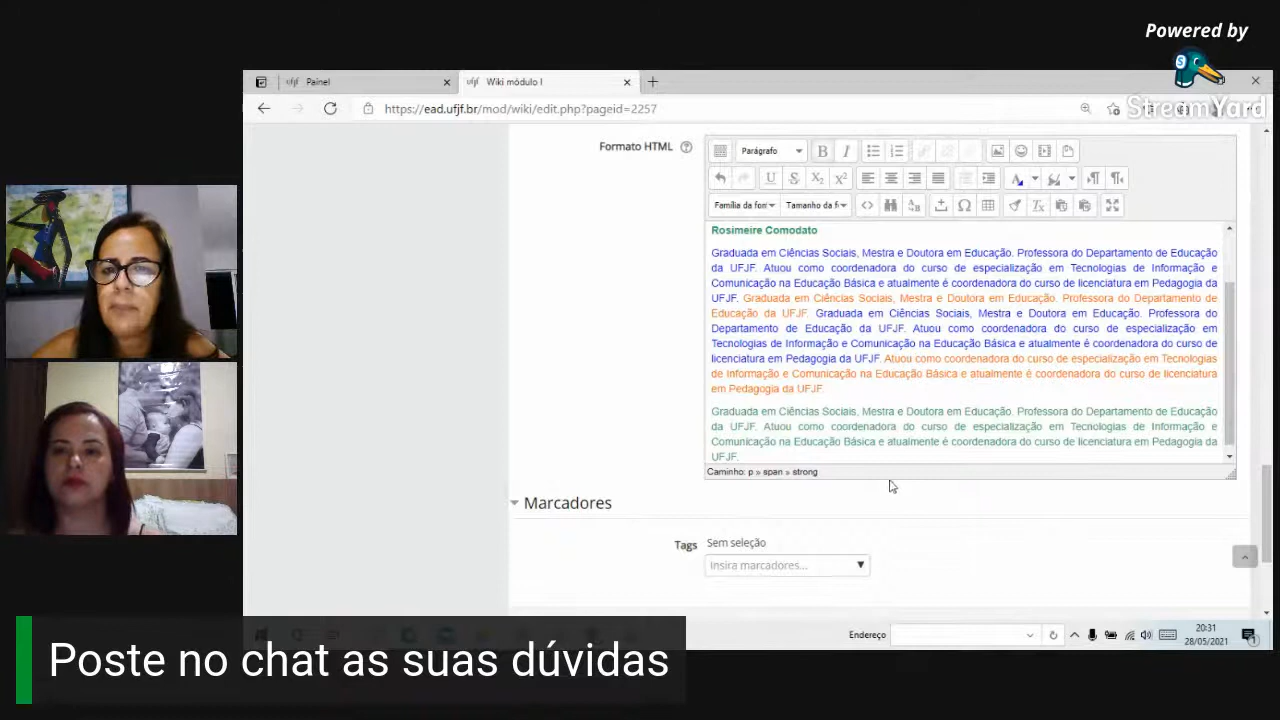 Powered by
StreamYard
ufjf Painel
ufjf Wiki módulo I
https://ead.ufjf.br/mod/wiki/edit.php?pageid=2257
Formato HTML
Parágrafo
B I
U S X₂ X²
Família da fon Tamanho da f
Rosimeire Comodato
Graduada em Ciências Sociais, Mestra e Doutora em Educação. Professora do Departamento de Educação
da UFJF. Atuou como coordenadora do curso de especialização em Tecnologias de Informação e
Comunicação na Educação Básica e atualmente é coordenadora do curso de licenciatura em Pedagogia da
UFJF. Graduada em Ciências Sociais, Mestra e Doutora em Educação. Professora do Departamento de
Educação da UFJF. Graduada em Ciências Sociais, Mestra e Doutora em Educação. Professora do
Departamento de Educação da UFJF. Atuou como coordenadora do curso de especialização em
Tecnologias de Informação e Comunicação na Educação Básica e atualmente é coordenadora do curso de
licenciatura em Pedagogia da UFJF. Atuou como coordenadora do curso de especialização em Tecnologias
de Informação e Comunicação na Educação Básica e atualmente é coordenadora do curso de licenciatura
em Pedagogia da UFJF.
Graduada em Ciências Sociais, Mestra e Doutora em Educação. Professora do Departamento de Educação
da UFJF. Atuou como coordenadora do curso de especialização em Tecnologias de Informação e
Comunicação na Educação Básica e atualmente é coordenadora do curso de licenciatura em Pedagogia da
UFJF.
Caminho: p » span » strong
Marcadores
Tags Sem seleção
Insira marcadores...
Endereço
20:31
28/05/2021
Poste no chat as suas dúvidas